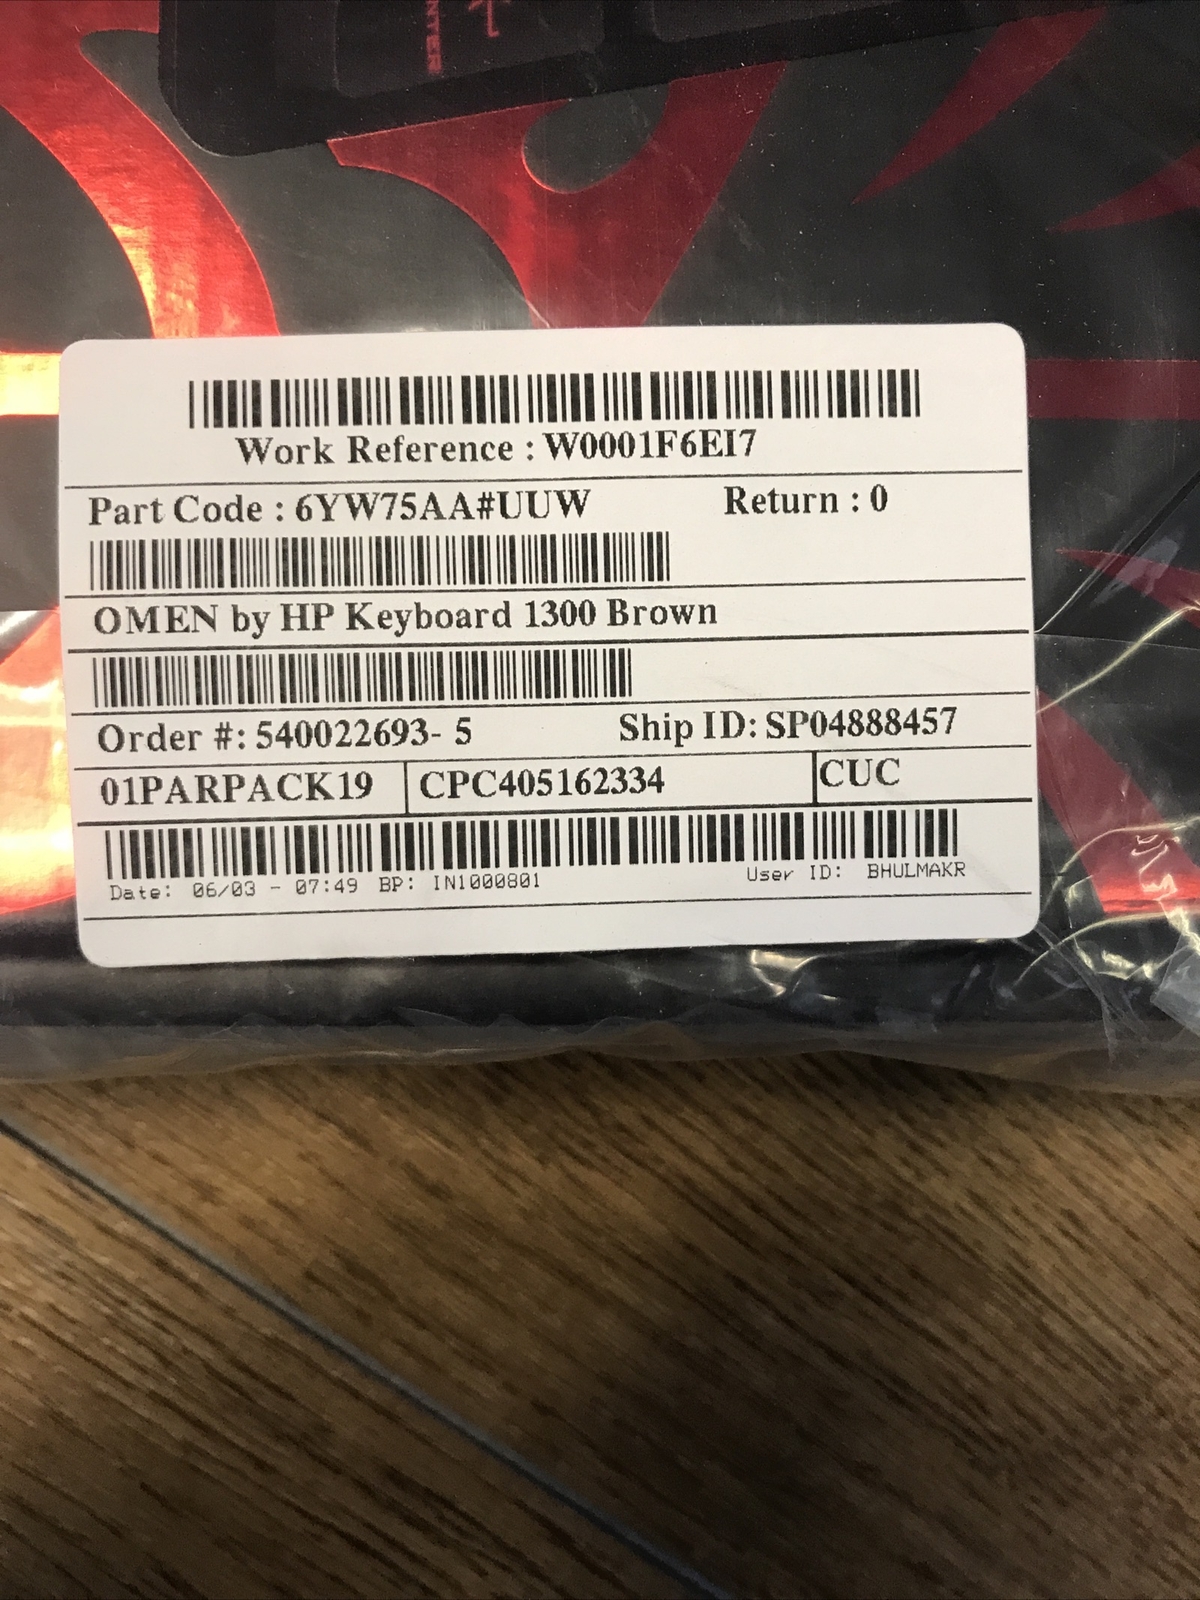 Work Reference : W0001F6EI7
Part Code : 6YW75AA#UUW Return : 0
OMEN by HP Keyboard 1300 Brown
Order #: 540022693- 5 Ship ID: SP04888457
01PARPACK19 CPC405162334 CUC
Date: 06/03 - 07:49 BP: IN1000801 User ID: BHULMAKR